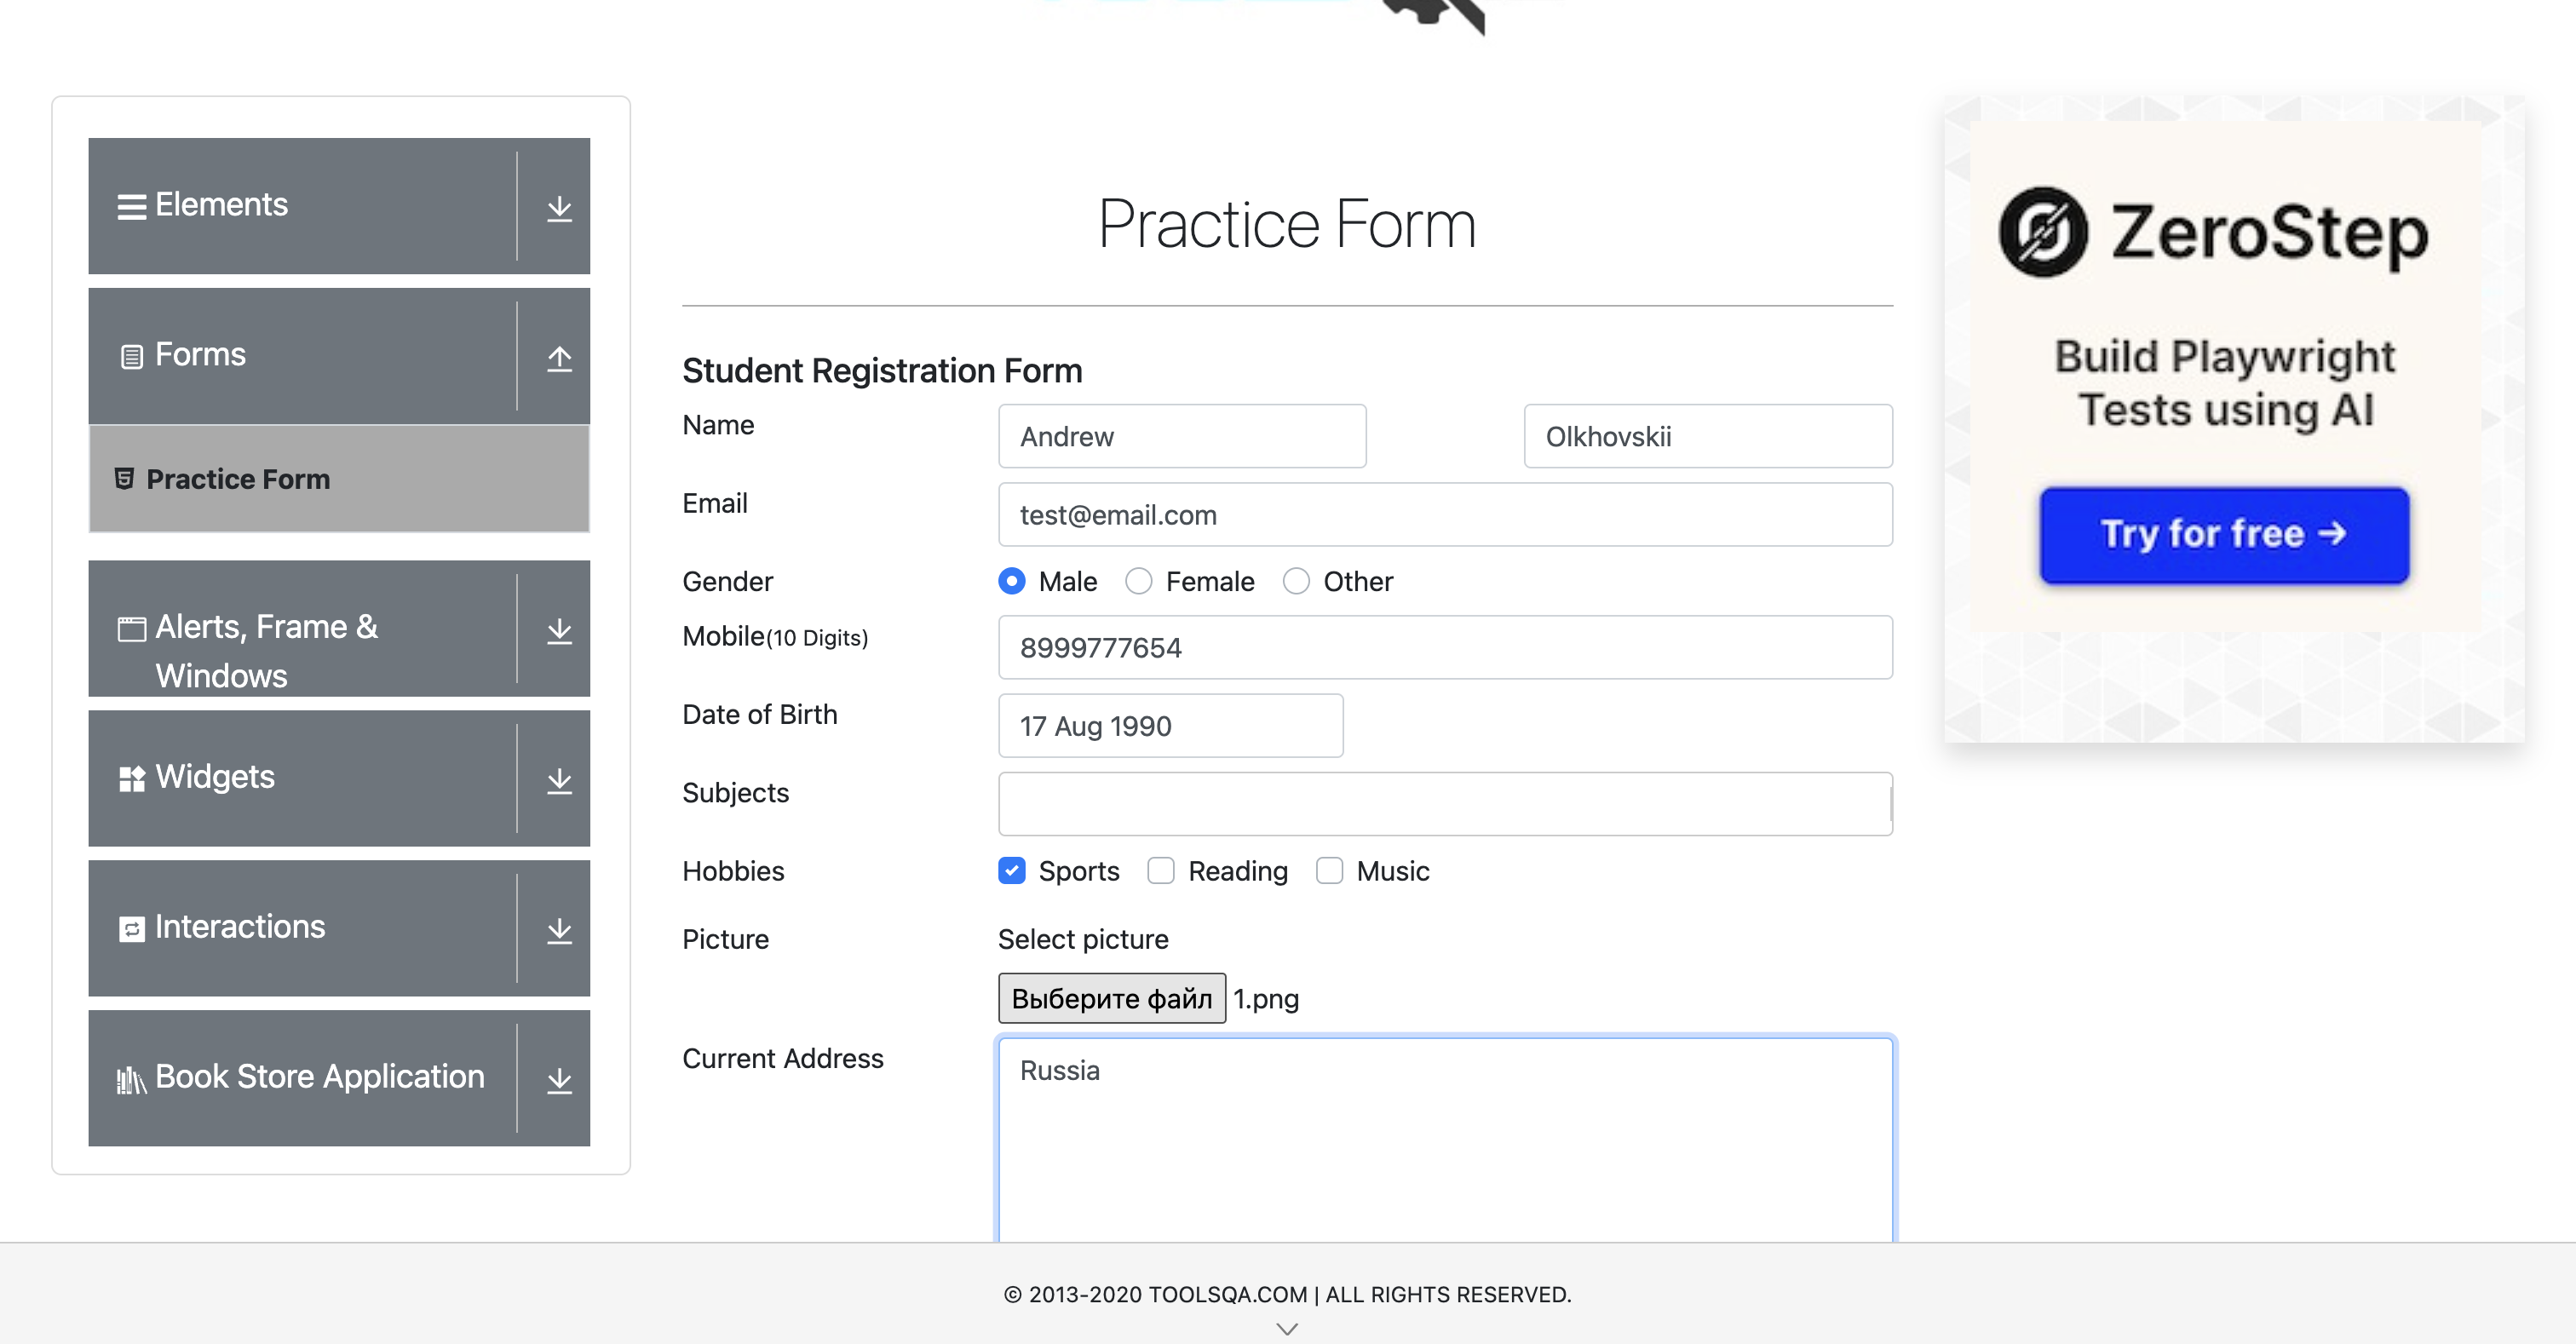 Elements
Forms
Practice Form
Alerts, Frame &
Windows
Widgets
Interactions
Book Store Application
Practice Form
Student Registration Form
Name
Andrew
Olkhovskii
Email
test@email.com
Gender
Male
Female
Other
Mobile(10 Digits)
8999777654
Date of Birth
17 Aug 1990
Subjects
Hobbies
Sports
Reading
Music
Picture
Select picture
Выберите файл 1.png
Current Address
Russia
ZeroStep
Build Playwright
Tests using AI
Try for free →
© 2013-2020 TOOLSQA.COM | ALL RIGHTS RESERVED.